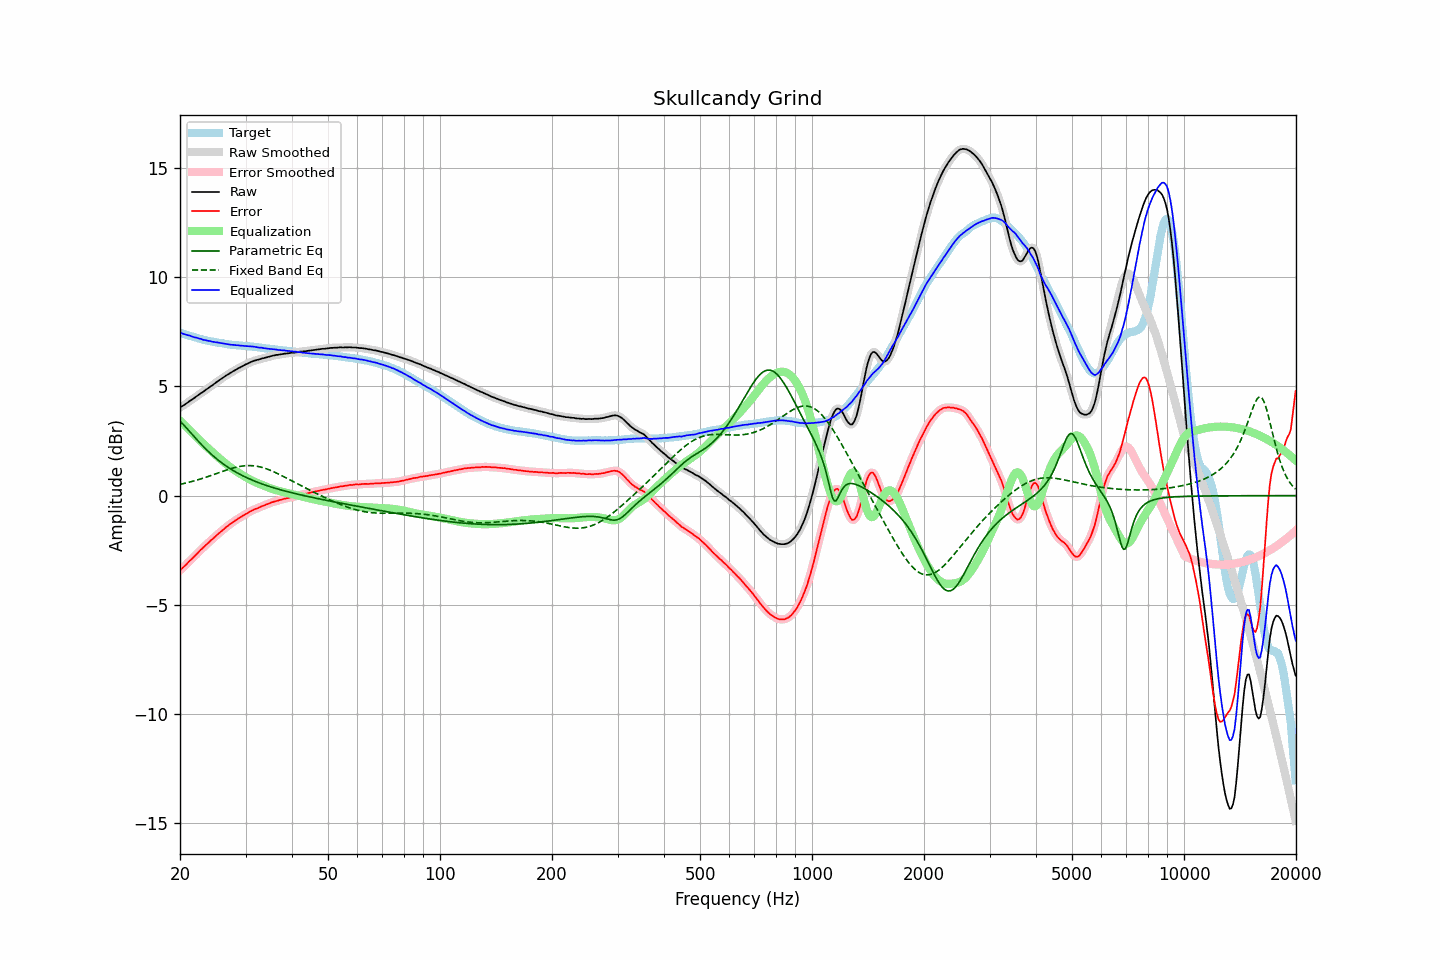 Skullcandy Grind
Target
Raw Smoothed
Error Smoothed
Raw
Error
Equalization
Parametric Eq
Fixed Band Eq
Equalized
15
10
5
0
−5
−10
−15
Amplitude (dBr)
20 50 100 200 500 1000 2000 5000 10000 20000
Frequency (Hz)